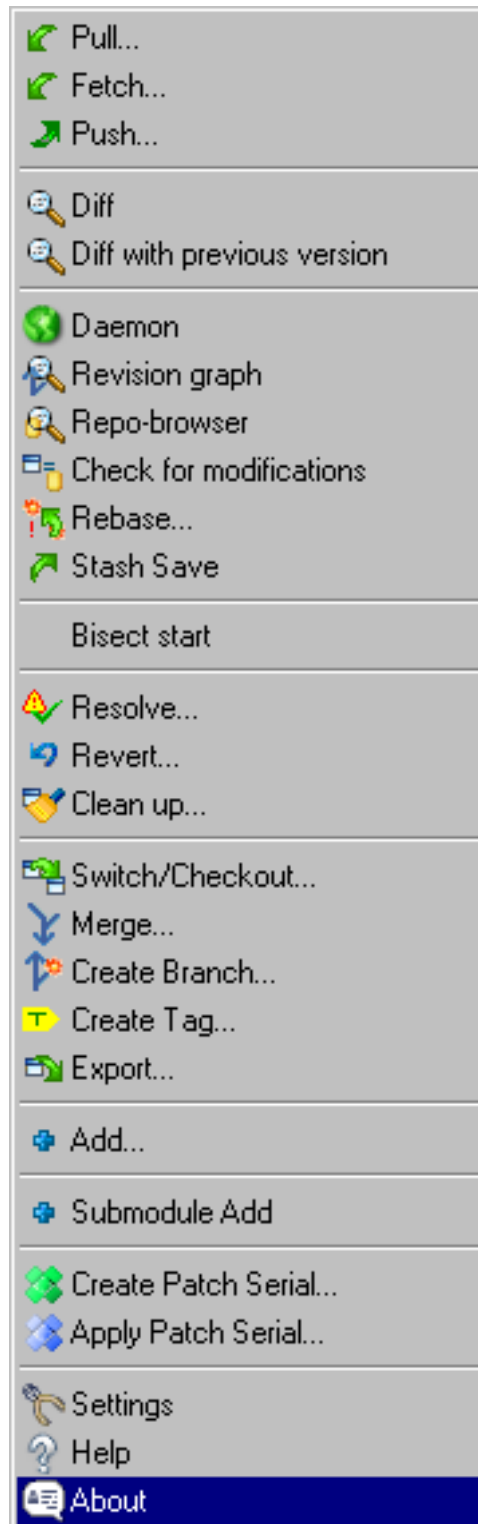 Pull...
Fetch...
Push...
Diff
Diff with previous version
Daemon
Revision graph
Repo-browser
Check for modifications
Rebase...
Stash Save
Bisect start
Resolve...
Revert...
Clean up...
Switch/Checkout...
Merge...
Create Branch...
T Create Tag...
Export...
Add...
Submodule Add
Create Patch Serial...
Apply Patch Serial...
Settings
Help
About